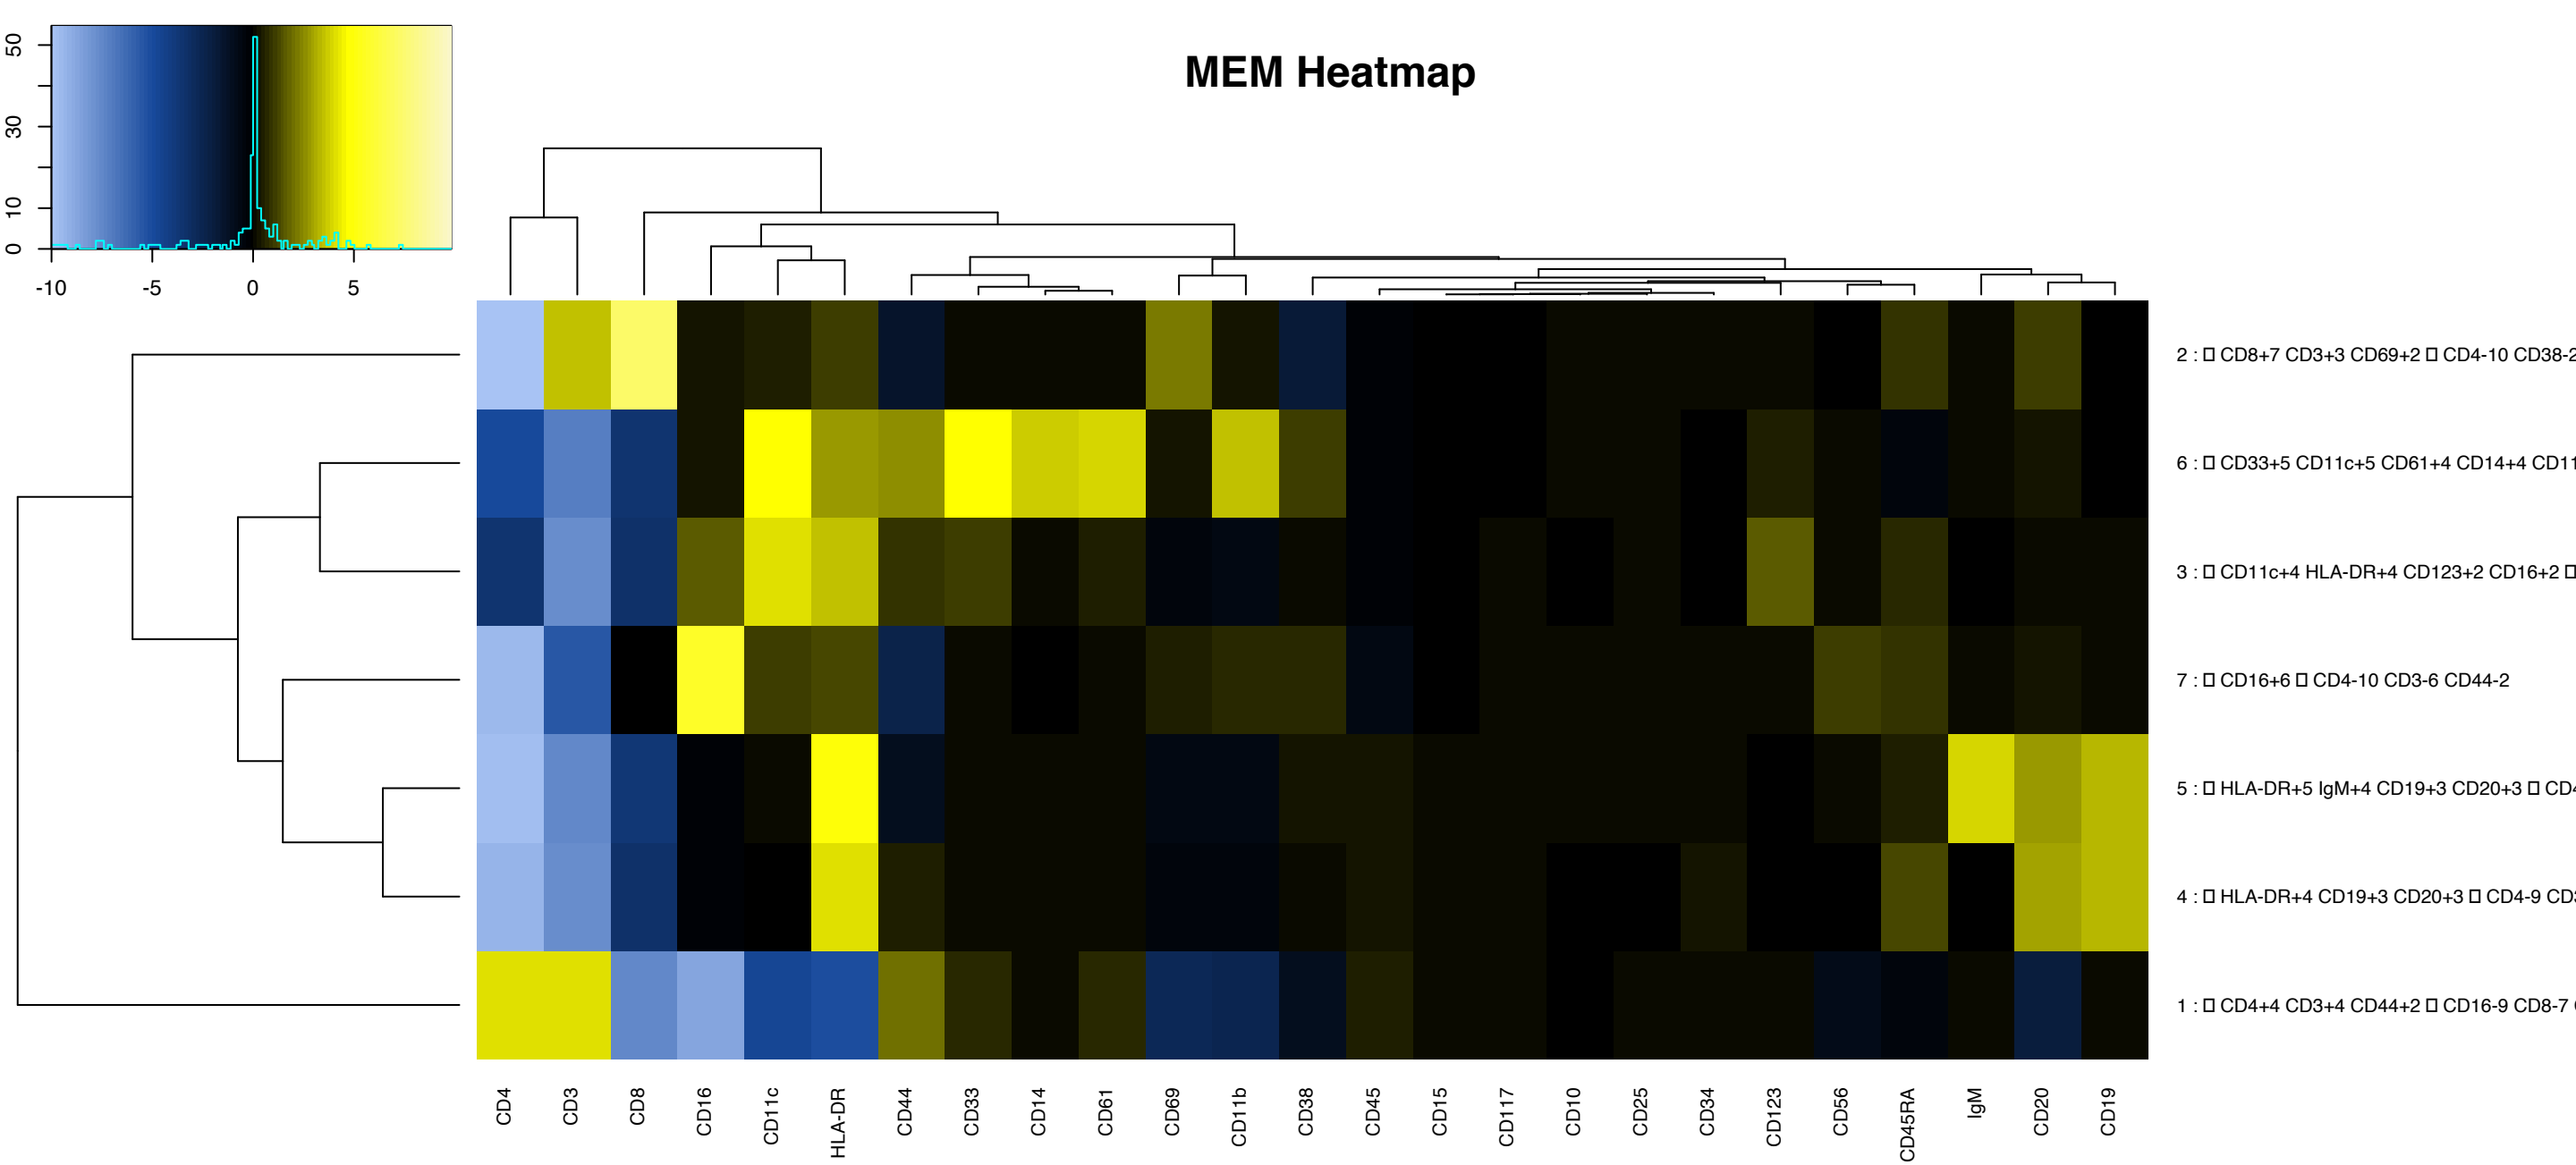 MEM Heatmap
50
30
10
0
-10 -5 0 5
2 : ▯ CD8+7 CD3+3 CD69+2 ▯ CD4-10 CD38-2
6 : ▯ CD33+5 CD11c+5 CD61+4 CD14+4 CD11
3 : ▯ CD11c+4 HLA-DR+4 CD123+2 CD16+2 ▯
7 : ▯ CD16+6 ▯ CD4-10 CD3-6 CD44-2
5 : ▯ HLA-DR+5 IgM+4 CD19+3 CD20+3 ▯ CD4
4 : ▯ HLA-DR+4 CD19+3 CD20+3 ▯ CD4-9 CD3
1 : ▯ CD4+4 CD3+4 CD44+2 ▯ CD16-9 CD8-7
CD4 CD3 CD8 CD16 CD11c HLA-DR CD44 CD33 CD14 CD61 CD69 CD11b CD38 CD45 CD15 CD117 CD10 CD25 CD34 CD123 CD56 CD45RA IgM CD20 CD19